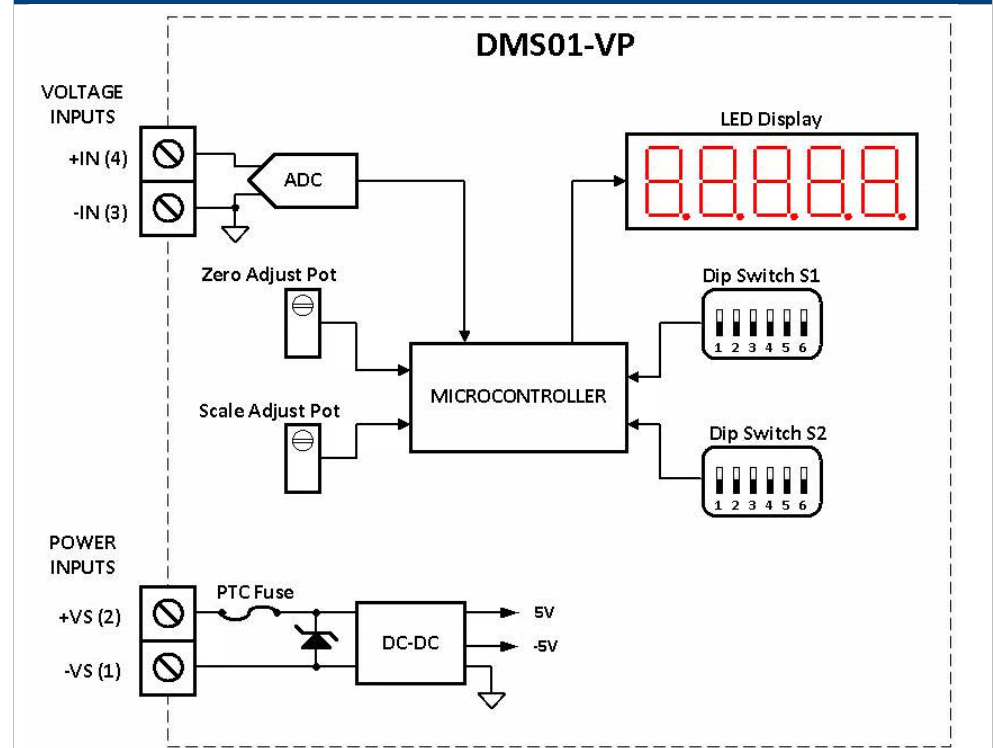 DMS01-VP
VOLTAGE
INPUTS
+IN (4)
-IN (3)
ADC
LED Display
Zero Adjust Pot
Dip Switch S1
1 2 3 4 5 6
MICROCONTROLLER
Scale Adjust Pot
Dip Switch S2
1 2 3 4 5 6
POWER
INPUTS
+VS (2)
-VS (1)
PTC Fuse
DC-DC
5V
-5V